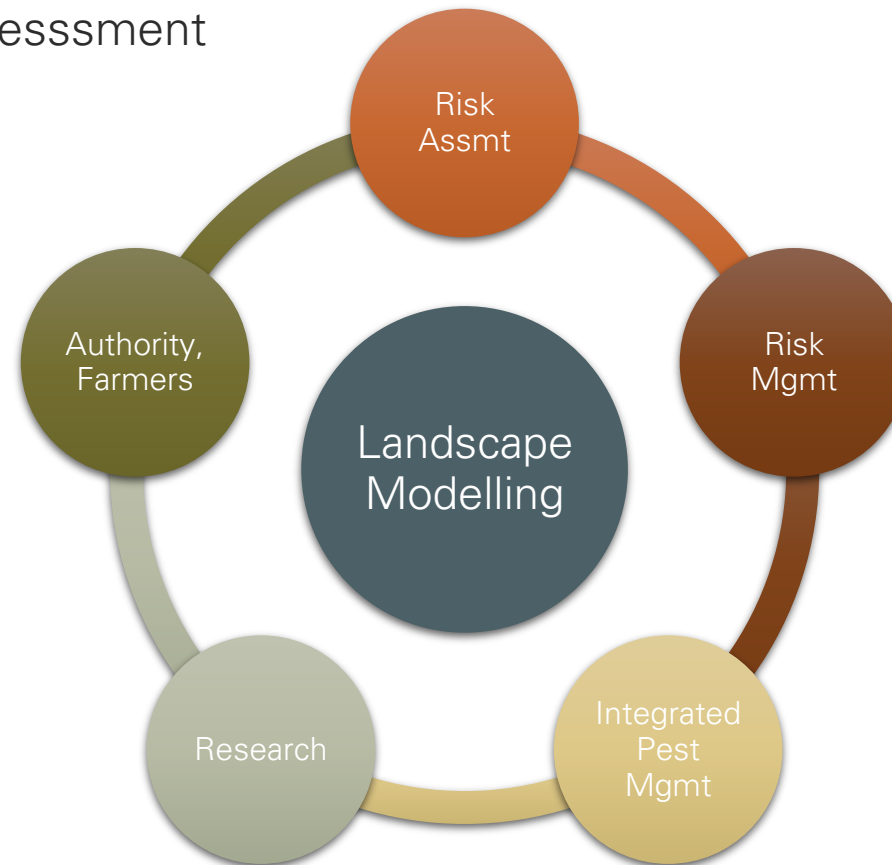 esssment
Risk
Assmt
Authority,
Farmers
Risk
Mgmt
Landscape
Modelling
Integrated
Pest
Mgmt
Research